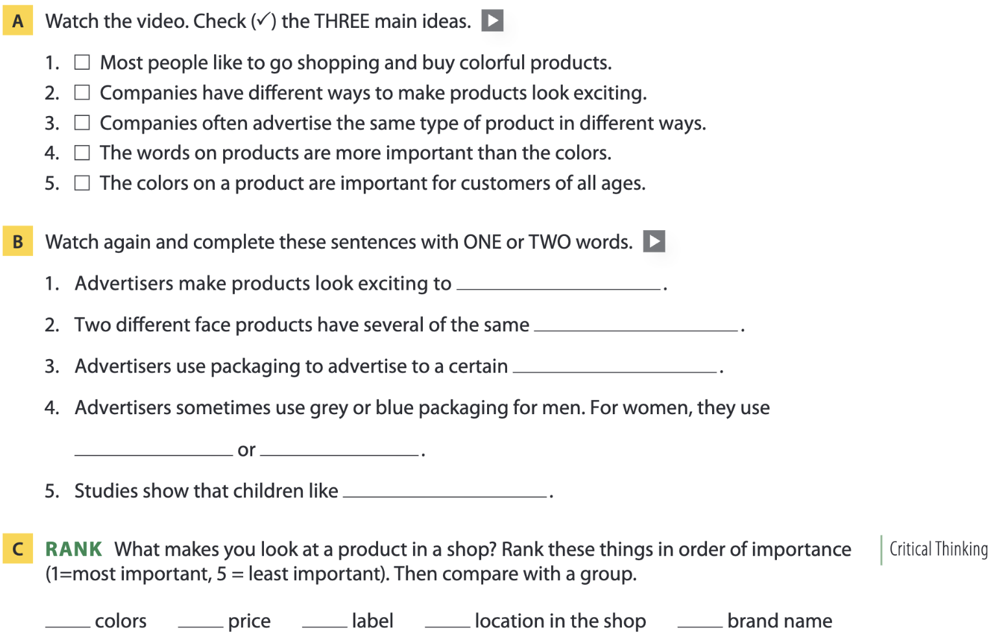 A Watch the video. Check (✓) the THREE main ideas.
1. Most people like to go shopping and buy colorful products.
2. Companies have different ways to make products look exciting.
3. Companies often advertise the same type of product in different ways.
4. The words on products are more important than the colors.
5. The colors on a product are important for customers of all ages.
B Watch again and complete these sentences with ONE or TWO words.
1. Advertisers make products look exciting to ____________.
2. Two different face products have several of the same ____________.
3. Advertisers use packaging to advertise to a certain ____________.
4. Advertisers sometimes use grey or blue packaging for men. For women, they use
____________ or ____________.
5. Studies show that children like ____________.
C RANK What makes you look at a product in a shop? Rank these things in order of importance
(1=most important, 5 = least important). Then compare with a group.
Critical Thinking
____ colors ____ price ____ label ____ location in the shop ____ brand name